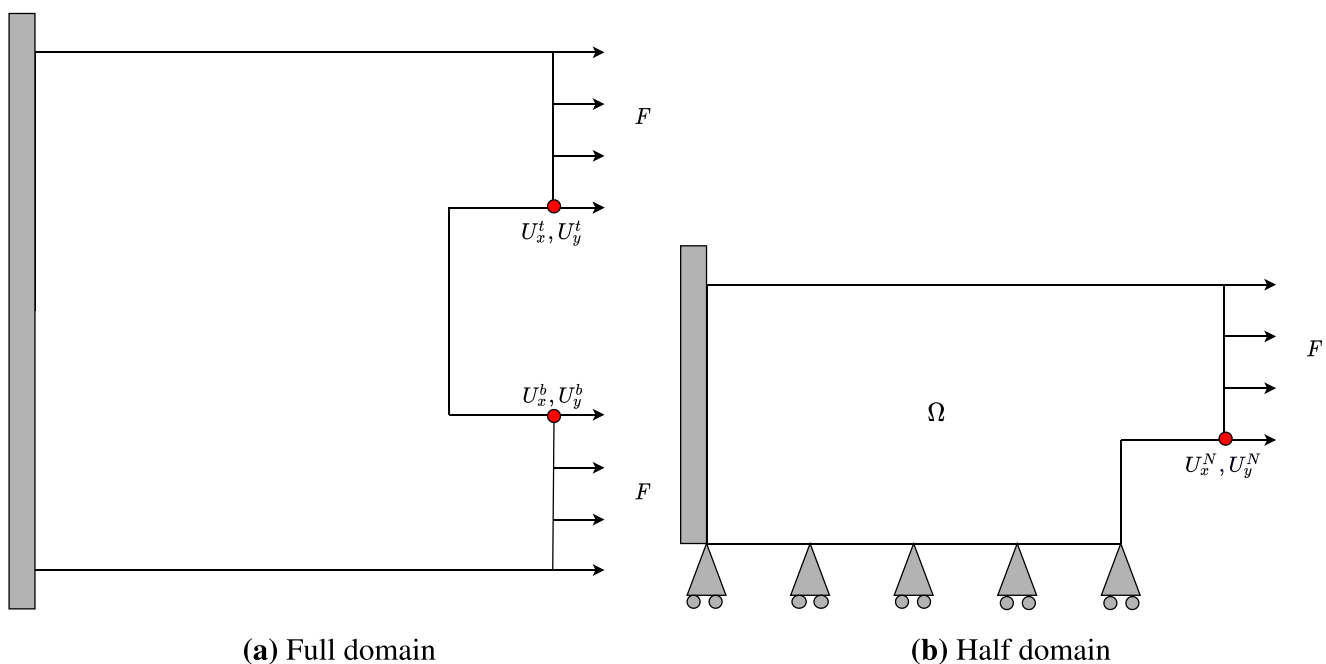 F
U_x^t, U_y^t
U_x^b, U_y^b
F
(a) Full domain
F
Ω
U_x^N, U_y^N
(b) Half domain